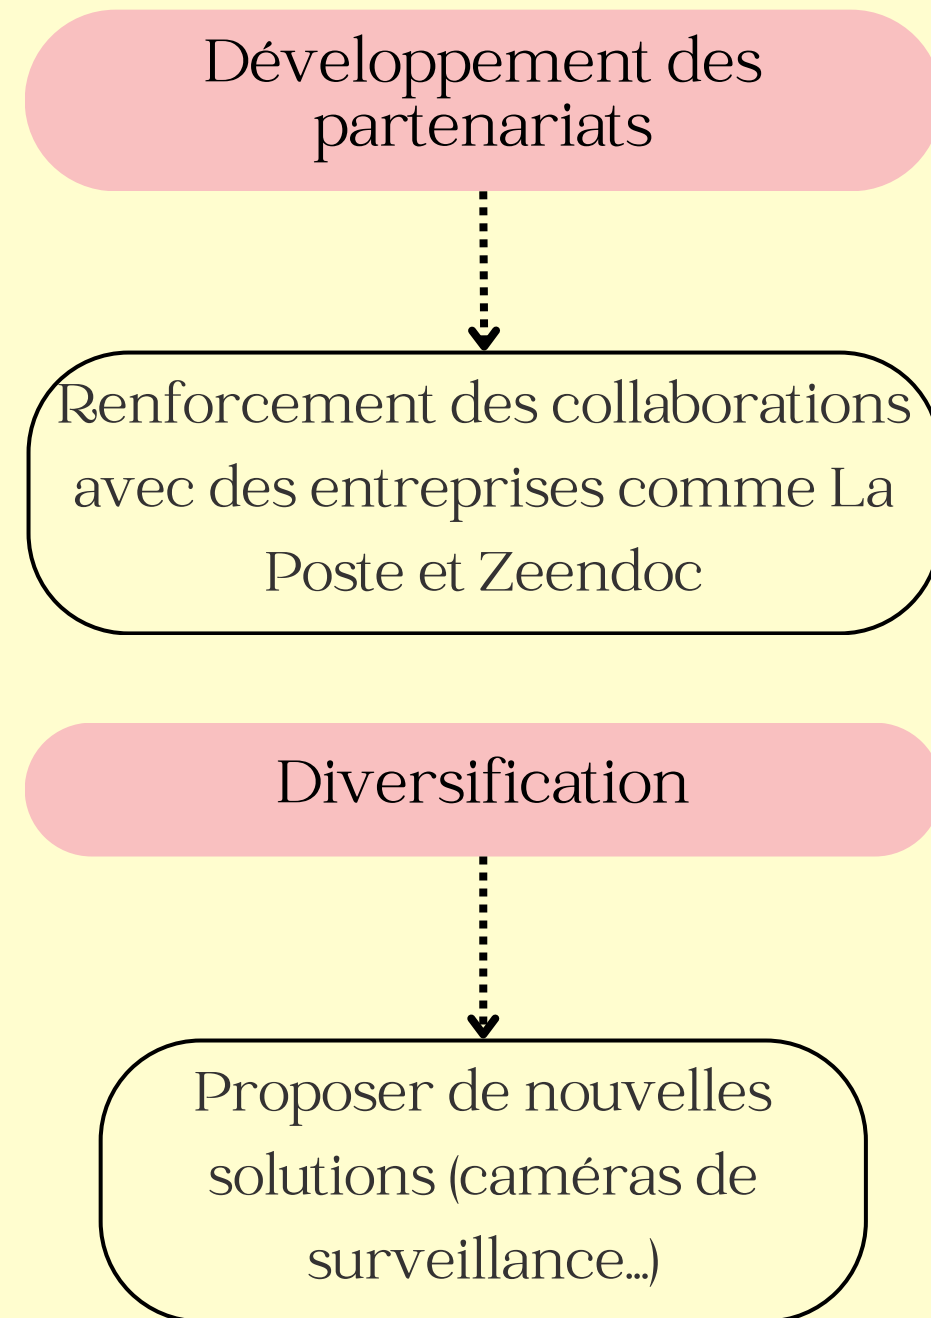 Développement des
partenariats
Renforcement des collaborations
avec des entreprises comme La
Poste et Zeendoc
Diversification
Proposer de nouvelles
solutions (caméras de
surveillance...)